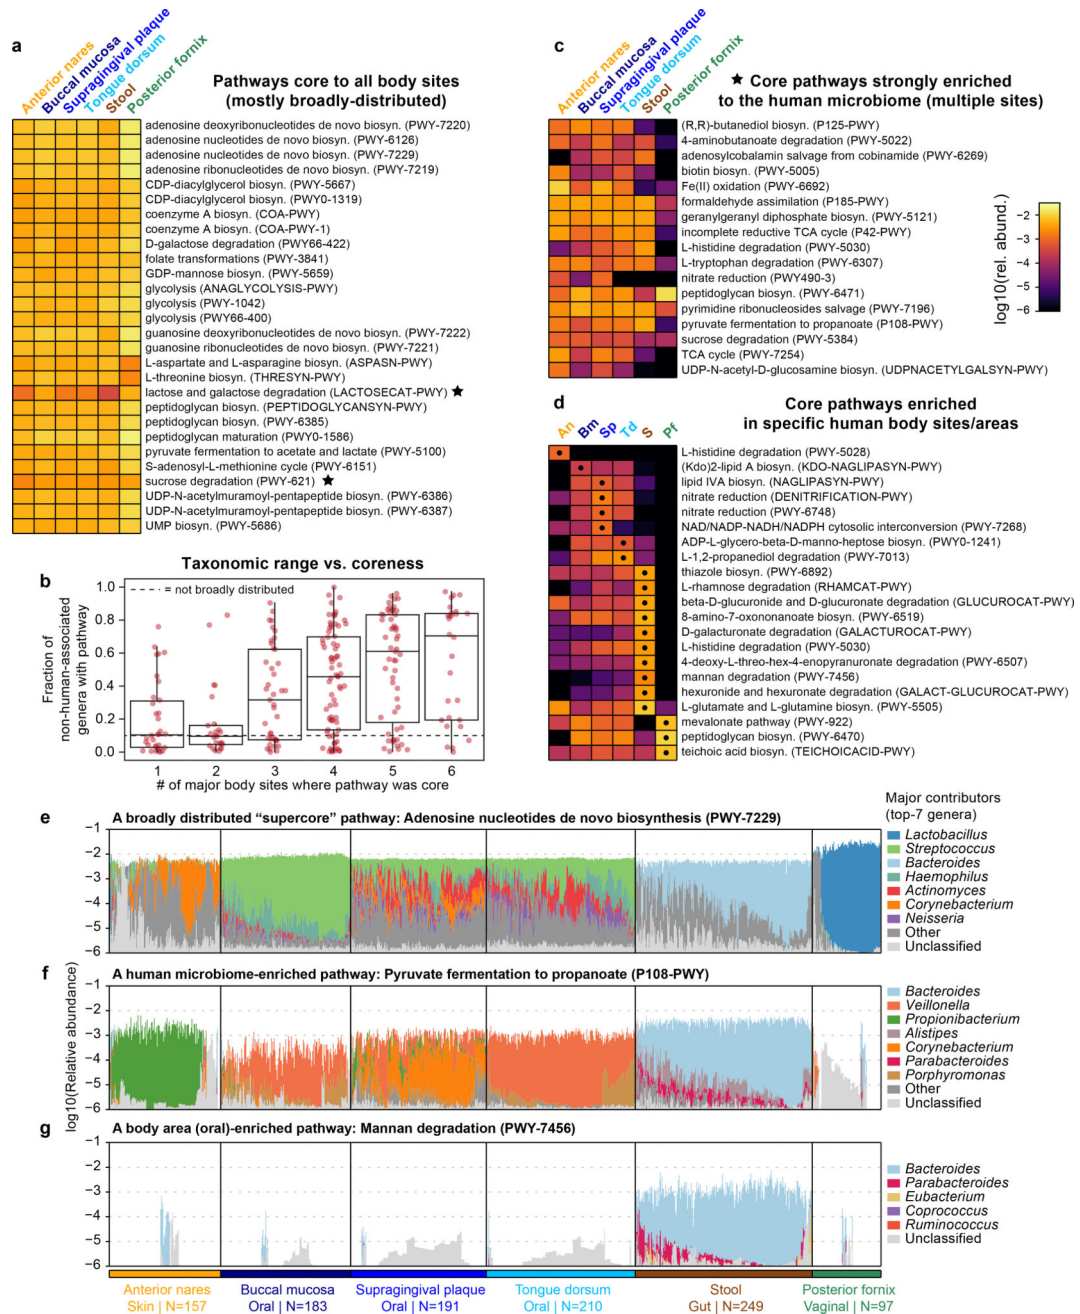 a
Anterior nares
Buccal mucosa
Supragingival plaque
Tongue dorsum
Stool
Posterior fornix
Pathways core to all body sites
(mostly broadly-distributed)
adenosine deoxyribonucleotides de novo biosyn. (PWY-7220)
adenosine nucleotides de novo biosyn. (PWY-6126)
adenosine nucleotides de novo biosyn. (PWY-7229)
adenosine ribonucleotides de novo biosyn. (PWY-7219)
CDP-diacylglycerol biosyn. (PWY-5667)
CDP-diacylglycerol biosyn. (PWY0-1319)
coenzyme A biosyn. (COA-PWY)
coenzyme A biosyn. (COA-PWY-1)
D-galactose degradation (PWY66-422)
folate transformations (PWY-3841)
GDP-mannose biosyn. (PWY-5659)
glycolysis (ANAGLYCOLYSIS-PWY)
glycolysis (PWY-1042)
glycolysis (PWY66-400)
guanosine deoxyribonucleotides de novo biosyn. (PWY-7222)
guanosine ribonucleotides de novo biosyn. (PWY-7221)
L-aspartate and L-asparagine biosyn. (ASPASN-PWY)
L-threonine biosyn. (THRESYN-PWY)
lactose and galactose degradation (LACTOSECAT-PWY) ★
peptidoglycan biosyn. (PEPTIDOGLYCANSYN-PWY)
peptidoglycan biosyn. (PWY-6385)
peptidoglycan maturation (PWY0-1586)
pyruvate fermentation to acetate and lactate (PWY-5100)
S-adenosyl-L-methionine cycle (PWY-6151)
sucrose degradation (PWY-621) ★
UDP-N-acetylmuramoyl-pentapeptide biosyn. (PWY-6386)
UDP-N-acetylmuramoyl-pentapeptide biosyn. (PWY-6387)
UMP biosyn. (PWY-5686)
b
Taxonomic range vs. coreness
= not broadly distributed
Fraction of
non-human-associated
genera with pathway
1.0
0.8
0.6
0.4
0.2
0.0
1 2 3 4 5 6
# of major body sites where pathway was core
c
Anterior nares
Buccal mucosa
Supragingival plaque
Tongue dorsum
Stool
Posterior fornix
★ Core pathways strongly enriched
to the human microbiome (multiple sites)
(R,R)-butanediol biosyn. (P125-PWY)
4-aminobutanoate degradation (PWY-5022)
adenosylcobalamin salvage from cobinamide (PWY-6269)
biotin biosyn. (PWY-5005)
Fe(II) oxidation (PWY-6692)
formaldehyde assimilation (P185-PWY)
geranylgeranyl diphosphate biosyn. (PWY-5121)
incomplete reductive TCA cycle (P42-PWY)
L-histidine degradation (PWY-5030)
L-tryptophan degradation (PWY-6307)
nitrate reduction (PWY490-3)
peptidoglycan biosyn. (PWY-6471)
pyrimidine ribonucleosides salvage (PWY-7196)
pyruvate fermentation to propanoate (P108-PWY)
sucrose degradation (PWY-5384)
TCA cycle (PWY-7254)
UDP-N-acetyl-D-glucosamine biosyn. (UDPNACETYLGALSYN-PWY)
log10(rel. abund.)
−2
−3
−4
−5
−6
d
An Bm Sp Td S Pf
Core pathways enriched
in specific human body sites/areas
L-histidine degradation (PWY-5028)
(Kdo)2-lipid A biosyn. (KDO-NAGLIPASYN-PWY)
lipid IVA biosyn. (NAGLIPASYN-PWY)
nitrate reduction (DENITRIFICATION-PWY)
nitrate reduction (PWY-6748)
NAD/NADP-NADH/NADPH cytosolic interconversion (PWY-7268)
ADP-L-glycero-beta-D-manno-heptose biosyn. (PWY0-1241)
L-1,2-propanediol degradation (PWY-7013)
thiazole biosyn. (PWY-6892)
L-rhamnose degradation (RHAMCAT-PWY)
beta-D-glucuronide and D-glucuronate degradation (GLUCUROCAT-PWY)
8-amino-7-oxononanoate biosyn. (PWY-6519)
D-galacturonate degradation (GALACTUROCAT-PWY)
L-histidine degradation (PWY-5030)
4-deoxy-L-threo-hex-4-enopyranuronate degradation (PWY-6507)
mannan degradation (PWY-7456)
hexuronide and hexuronate degradation (GALACT-GLUCUROCAT-PWY)
L-glutamate and L-glutamine biosyn. (PWY-5505)
mevalonate pathway (PWY-922)
peptidoglycan biosyn. (PWY-6470)
teichoic acid biosyn. (TEICHOICACID-PWY)
e
A broadly distributed "supercore" pathway: Adenosine nucleotides de novo biosynthesis (PWY-7229)
−1
−2
−3
−4
−5
−6
Major contributors
(top-7 genera)
Lactobacillus
Streptococcus
Bacteroides
Haemophilus
Actinomyces
Corynebacterium
Neisseria
Other
Unclassified
f
A human microbiome-enriched pathway: Pyruvate fermentation to propanoate (P108-PWY)
log10(Relative abundance)
−1
−2
−3
−4
−5
−6
Bacteroides
Veillonella
Propionibacterium
Alistipes
Corynebacterium
Parabacteroides
Porphyromonas
Other
Unclassified
g
A body area (oral)-enriched pathway: Mannan degradation (PWY-7456)
−1
−2
−3
−4
−5
−6
Bacteroides
Parabacteroides
Eubacterium
Coprococcus
Ruminococcus
Unclassified
Anterior nares
Skin | N=157
Buccal mucosa
Oral | N=183
Supragingival plaque
Oral | N=191
Tongue dorsum
Oral | N=210
Stool
Gut | N=249
Posterior fornix
Vaginal | N=97